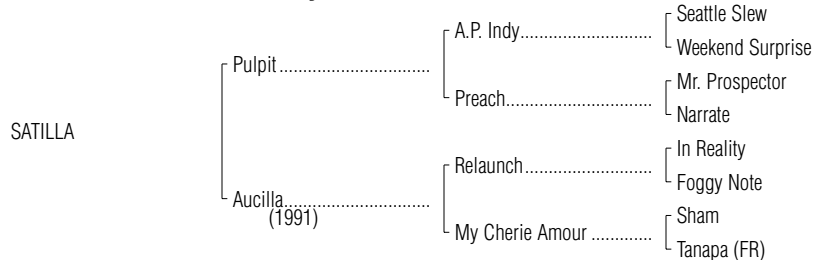 Seattle Slew
A.P. Indy..............................
Weekend Surprise
Pulpit ..............................
Mr. Prospector
Preach.................................
Narrate
SATILLA
In Reality
Relaunch.............................
Foggy Note
Aucilla..................................
(1991)
Sham
My Cherie Amour .............
Tanapa (FR)